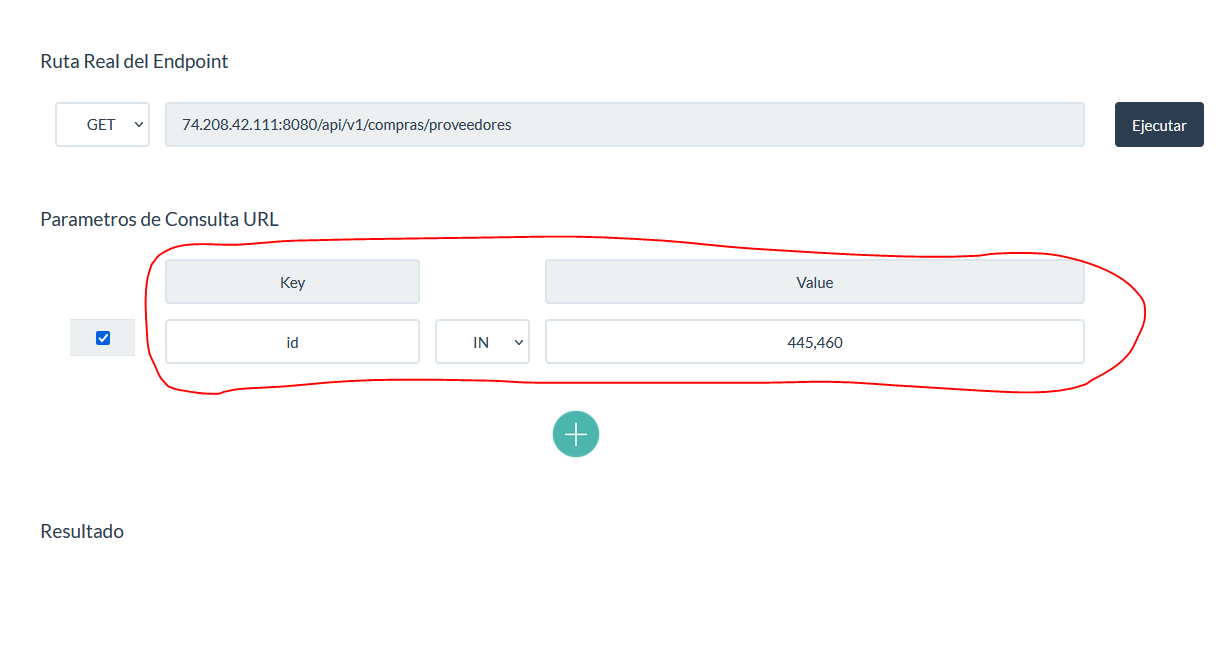 Ruta Real del Endpoint
GET 74.208.42.111:8080/api/v1/compras/proveedores Ejecutar
Parametros de Consulta URL
Key Value
id IN 445,460
Resultado